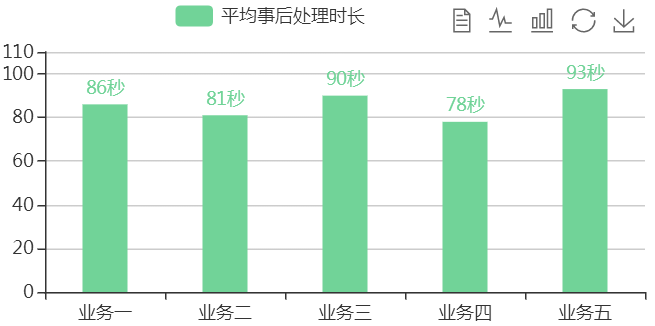 平均事后处理时长
110
100
80
60
40
20
0
86秒
81秒
90秒
78秒
93秒
业务一
业务二
业务三
业务四
业务五